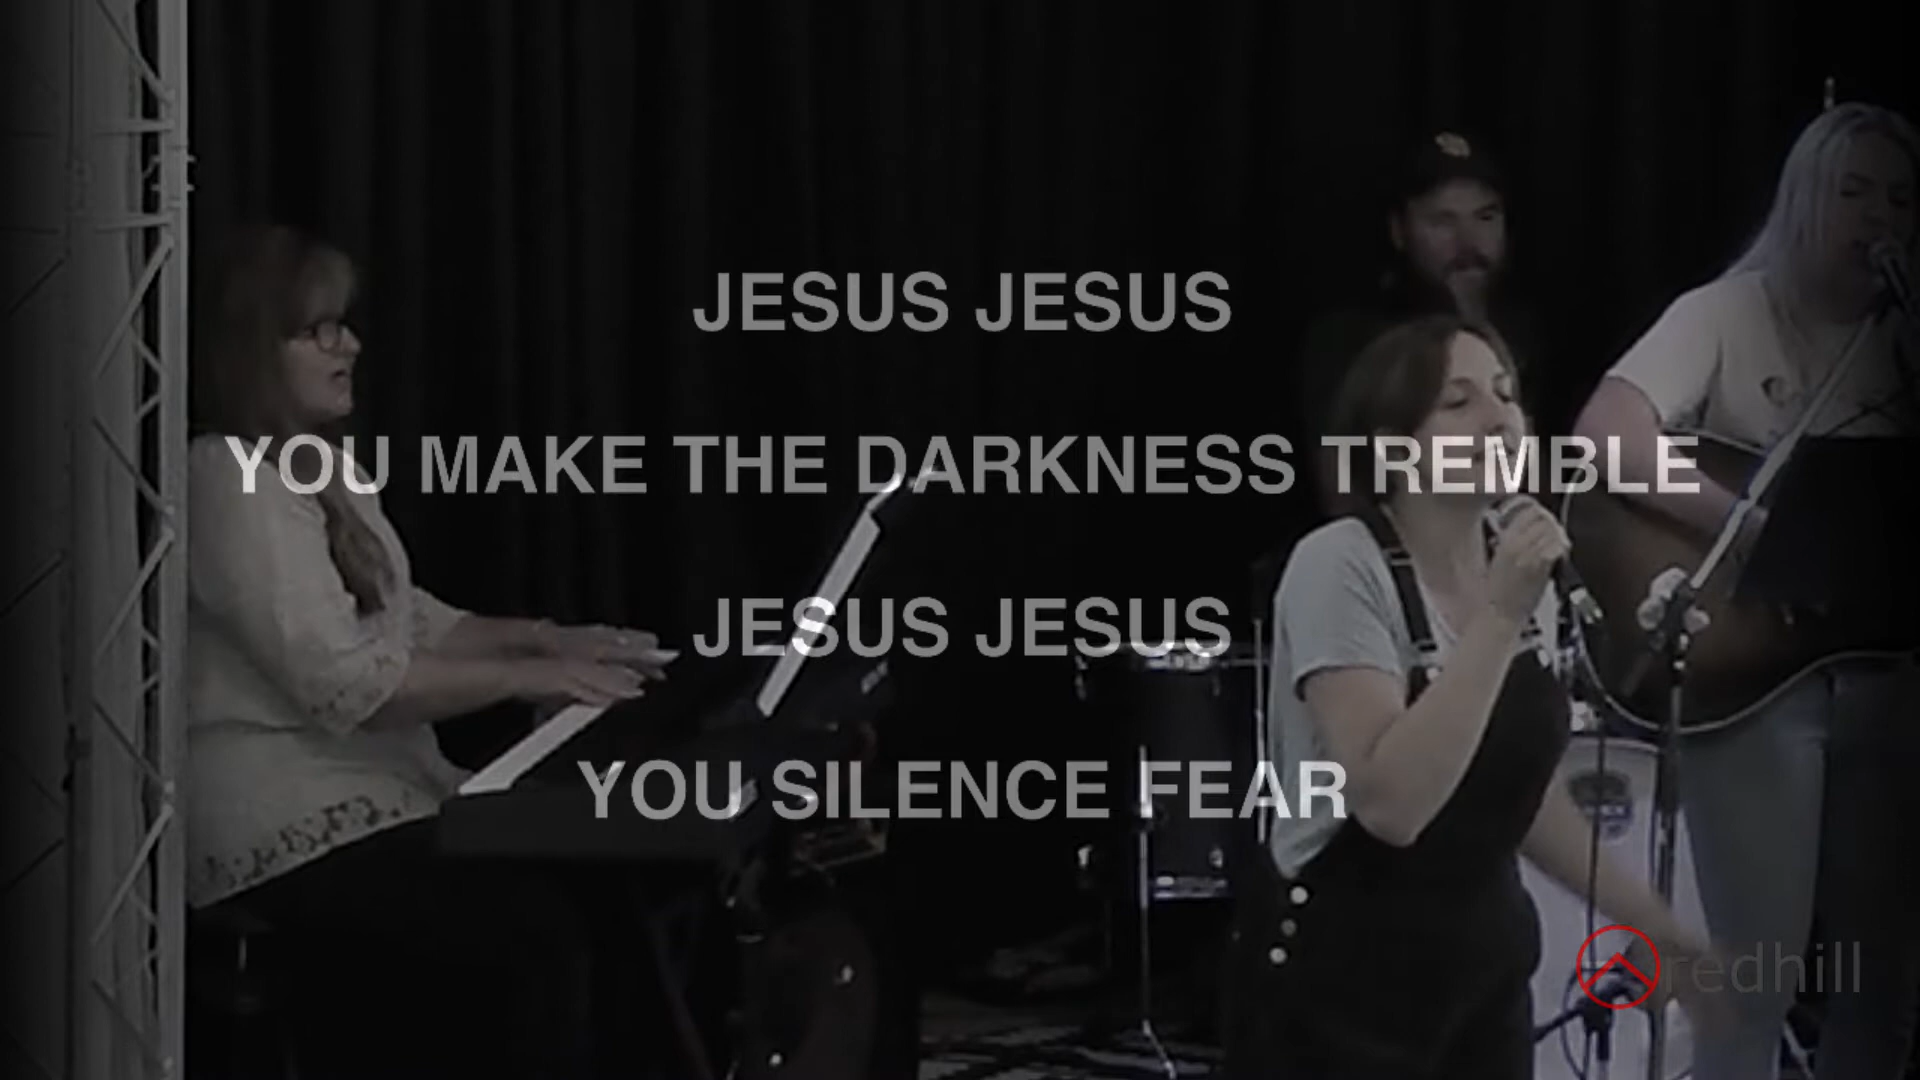 JESUS JESUS
YOU MAKE THE DARKNESS TREMBLE
JESUS JESUS
YOU SILENCE FEAR
redhill